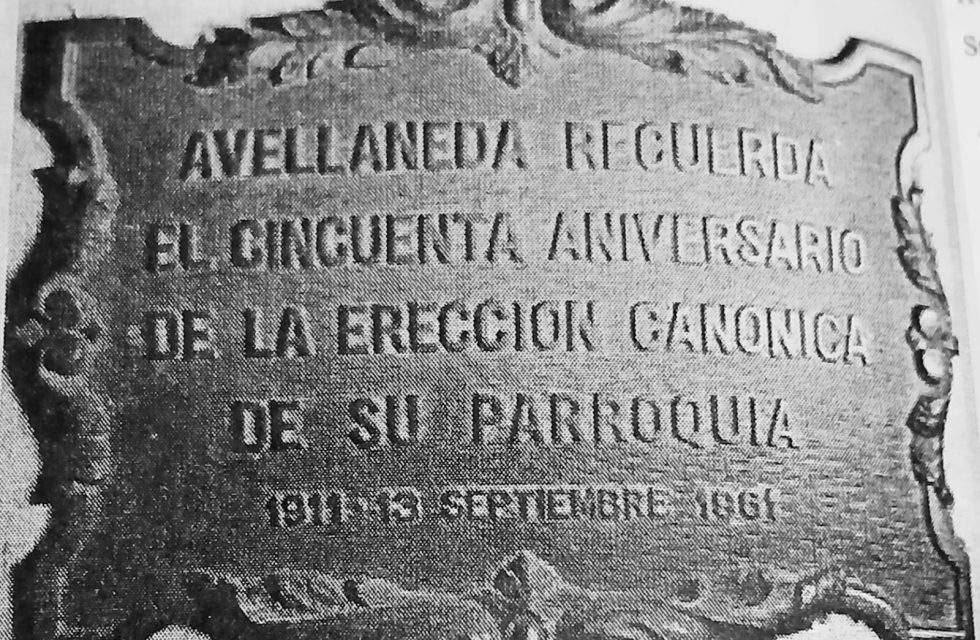 AVELLANEDA RECUERDA
EL CINCUENTA ANIVERSARIO
DE LA ERECCION CANONICA
DE SU PARROQUIA
1911-13 SEPTIEMBRE 1961